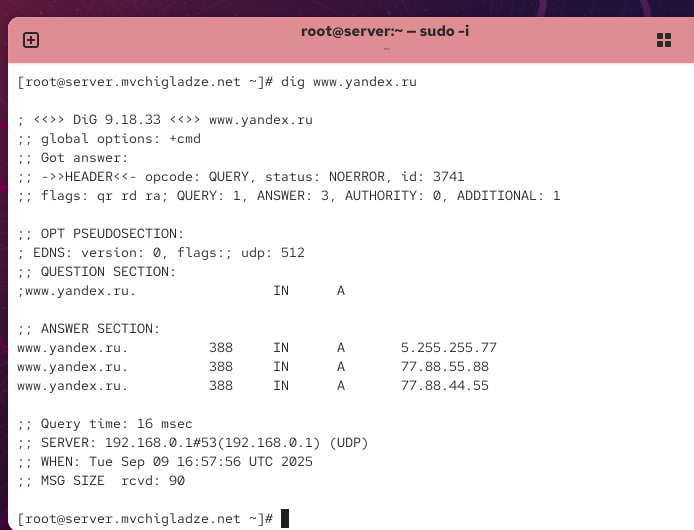 root@server:~ — sudo -i
~
[root@server.mvchigladze.net ~]# dig www.yandex.ru
; <<>> DiG 9.18.33 <<>> www.yandex.ru
;; global options: +cmd
;; Got answer:
;; ->>HEADER<<- opcode: QUERY, status: NOERROR, id: 3741
;; flags: qr rd ra; QUERY: 1, ANSWER: 3, AUTHORITY: 0, ADDITIONAL: 1
;; OPT PSEUDOSECTION:
; EDNS: version: 0, flags:; udp: 512
;; QUESTION SECTION:
;www.yandex.ru. IN A
;; ANSWER SECTION:
www.yandex.ru. 388 IN A 5.255.255.77
www.yandex.ru. 388 IN A 77.88.55.88
www.yandex.ru. 388 IN A 77.88.44.55
;; Query time: 16 msec
;; SERVER: 192.168.0.1#53(192.168.0.1) (UDP)
;; WHEN: Tue Sep 09 16:57:56 UTC 2025
;; MSG SIZE rcvd: 90
[root@server.mvchigladze.net ~]#